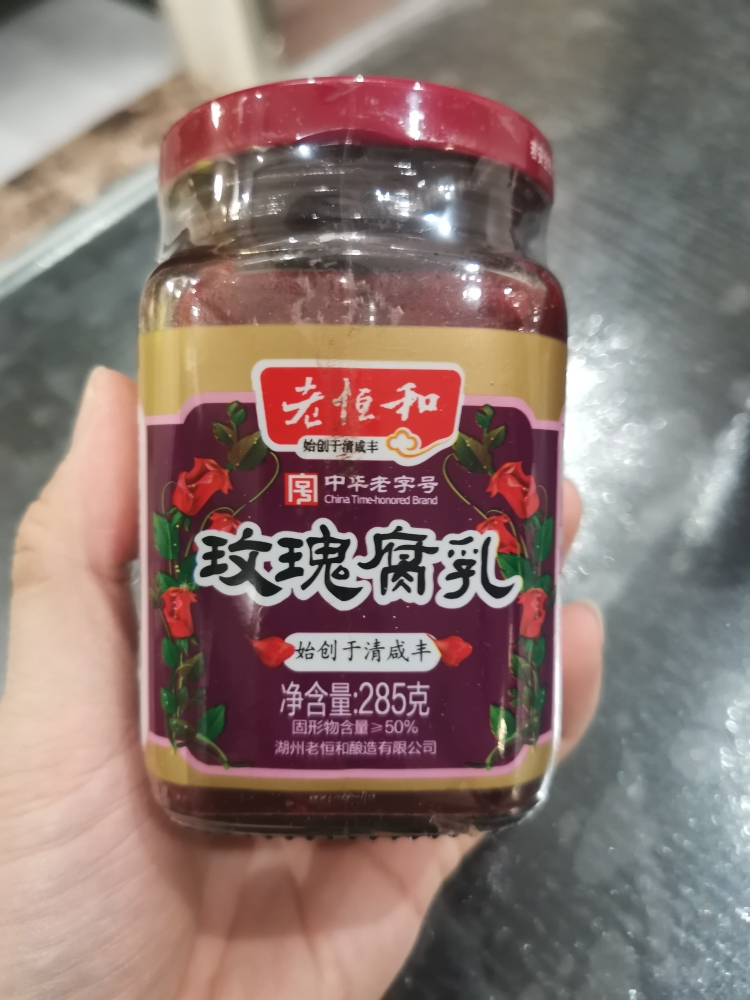 老恒和
始创于清咸丰
字号 中华老字号
China Time-honored Brand
玫瑰腐乳
始创于清咸丰
净含量:285克
固形物含量≥50%
湖州老恒和酿造有限公司